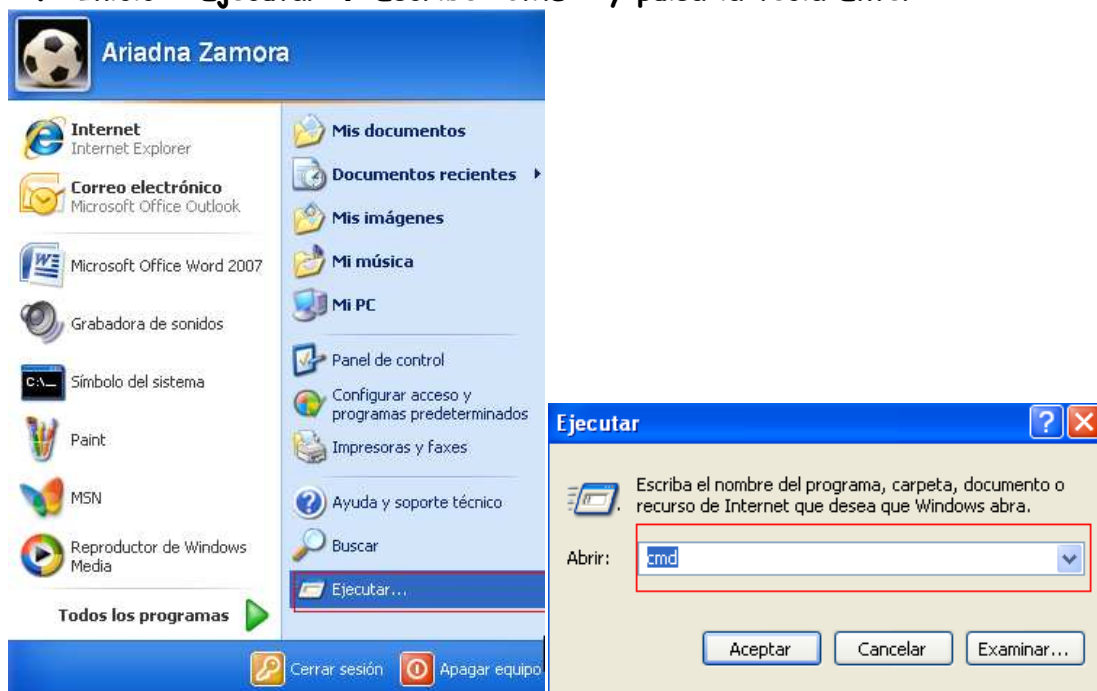 Ariadna Zamora
Internet
Internet Explorer
Correo electrónico
Microsoft Office Outlook
Microsoft Office Word 2007
Grabadora de sonidos
C:\_
Símbolo del sistema
Paint
MSN
Reproductor de Windows
Media
Todos los programas
Mis documentos
Documentos recientes
Mis imágenes
Mi música
Mi PC
Panel de control
Configurar acceso y
programas predeterminados
Impresoras y faxes
Ayuda y soporte técnico
Buscar
Ejecutar...
Cerrar sesión
Apagar equipo
Ejecutar
Escriba el nombre del programa, carpeta, documento o
recurso de Internet que desea que Windows abra.
Abrir:
cmd
Aceptar
Cancelar
Examinar...